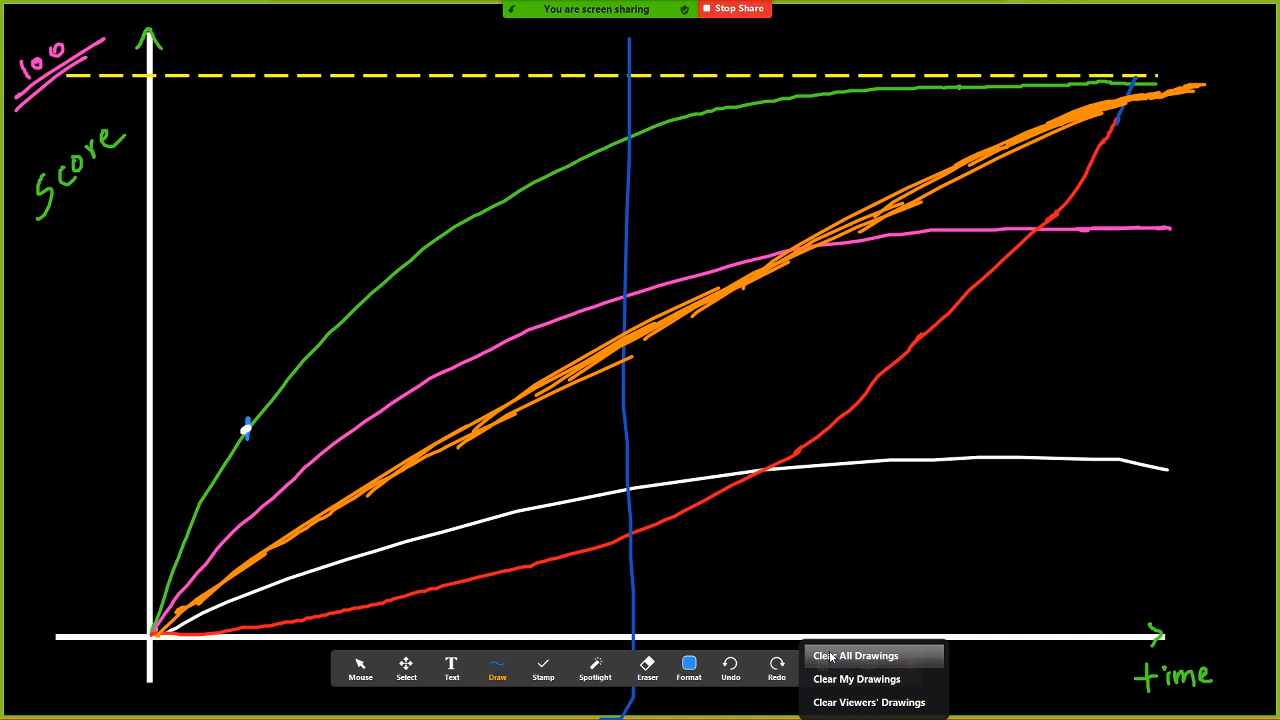 You are screen sharing
Stop Share
100
Score
Mouse
Select
Text
Draw
Stamp
Spotlight
Eraser
Format
Undo
Redo
Clear All Drawings
Clear My Drawings
Clear Viewers' Drawings
time